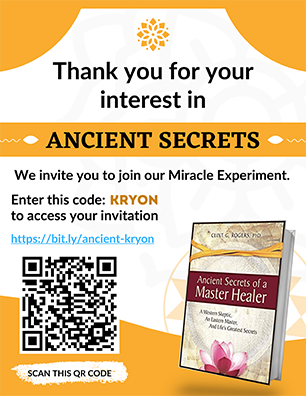 Thank you for your
interest in
ANCIENT SECRETS
We invite you to join our Miracle Experiment.
Enter this code: KRYON
to access your invitation
https://bit.ly/ancient-kryon
SCAN THIS QR CODE
CLINT G. ROGERS, PHD
Ancient Secrets of a
Master Healer
A Western Skeptic,
An Eastern Master,
And Life's Greatest Secrets